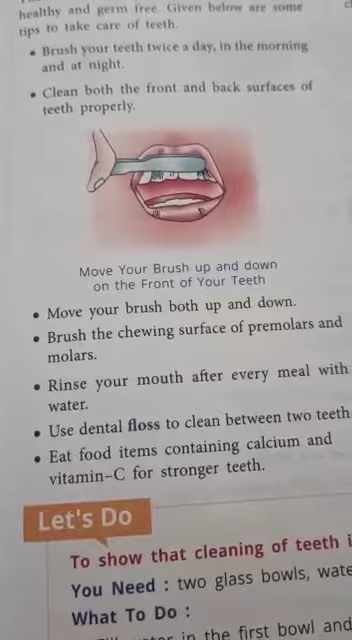 healthy and germ free. Given below are some
tips to take care of teeth.
• Brush your teeth twice a day, in the morning
and at night.
• Clean both the front and back surfaces of
teeth properly.
Move Your Brush up and down
on the Front of Your Teeth
• Move your brush both up and down.
• Brush the chewing surface of premolars and
molars.
• Rinse your mouth after every meal with
water.
• Use dental floss to clean between two teeth
• Eat food items containing calcium and
vitamin-C for stronger teeth.
Let's Do
To show that cleaning of teeth
You Need : two glass bowls,
What To Do :
in the first bowl and